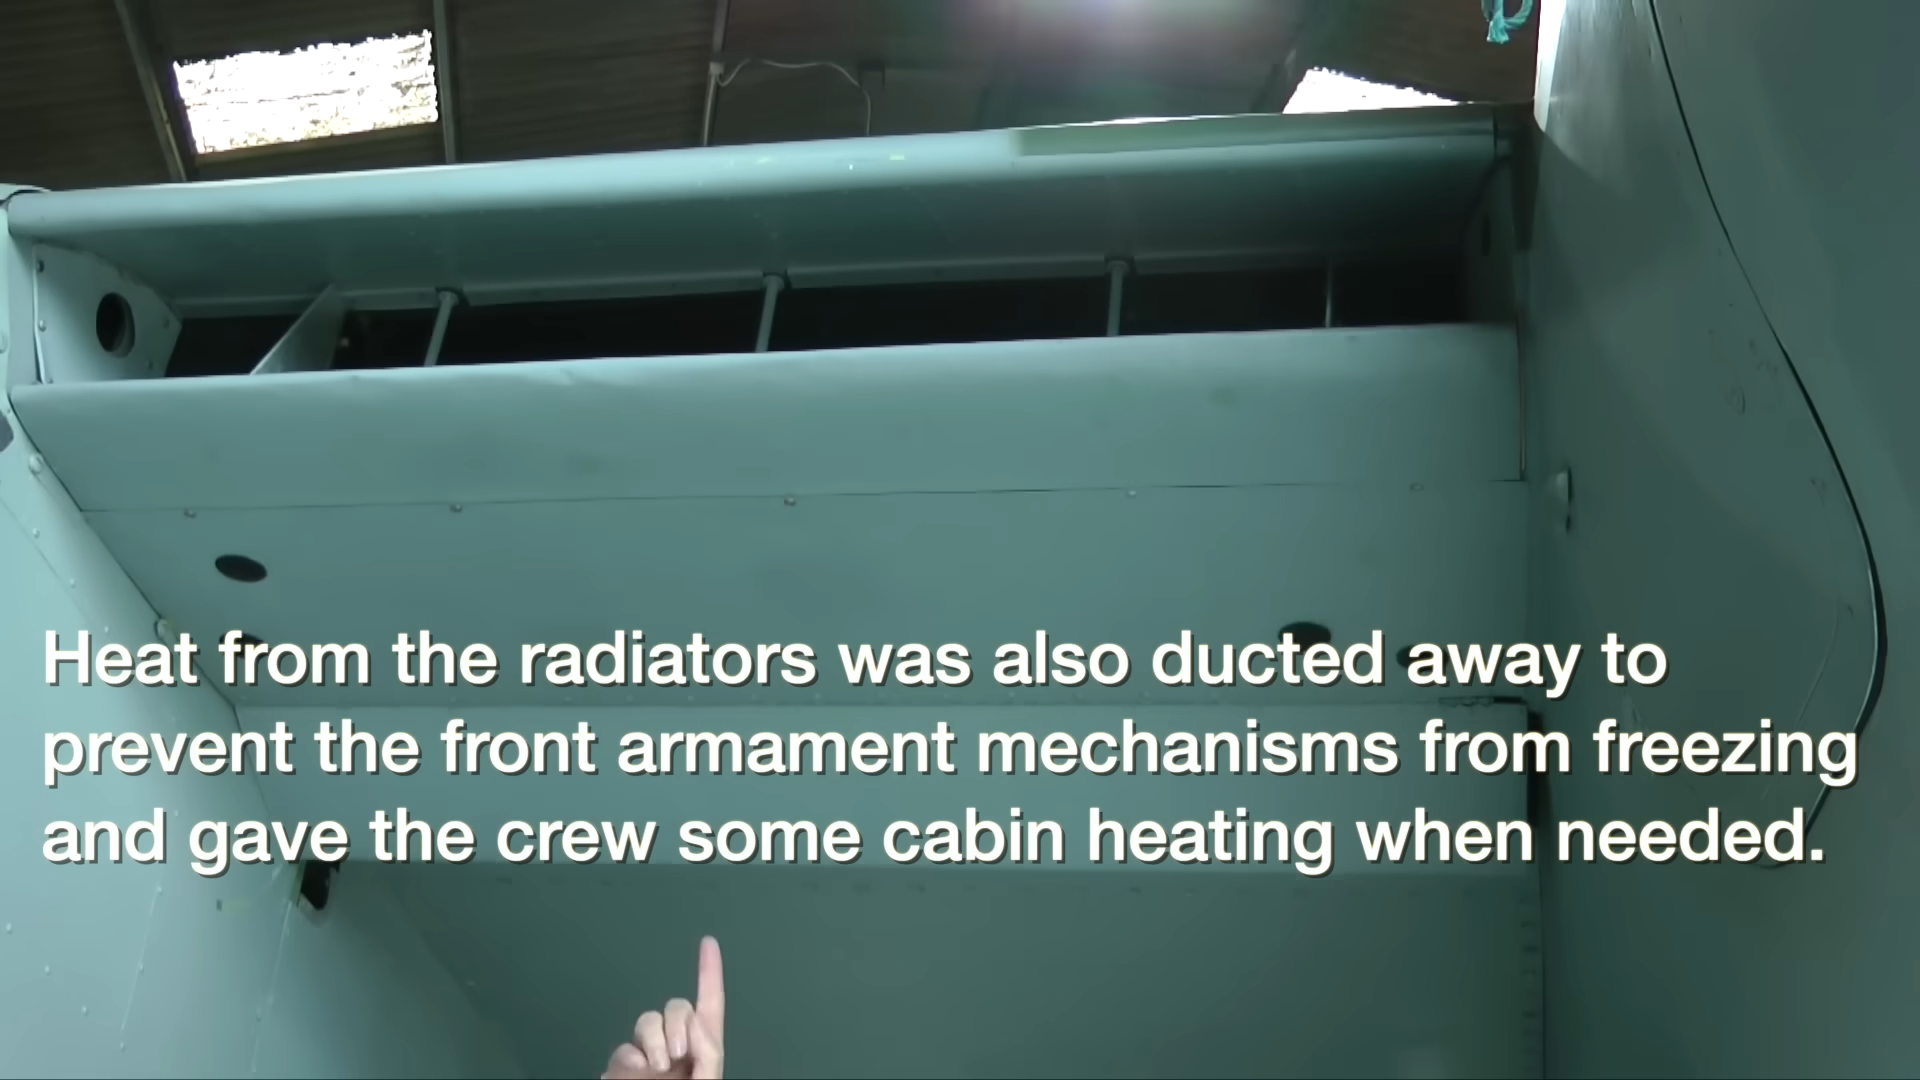 Heat from the radiators was also ducted away to
prevent the front armament mechanisms from freezing
and gave the crew some cabin heating when needed.